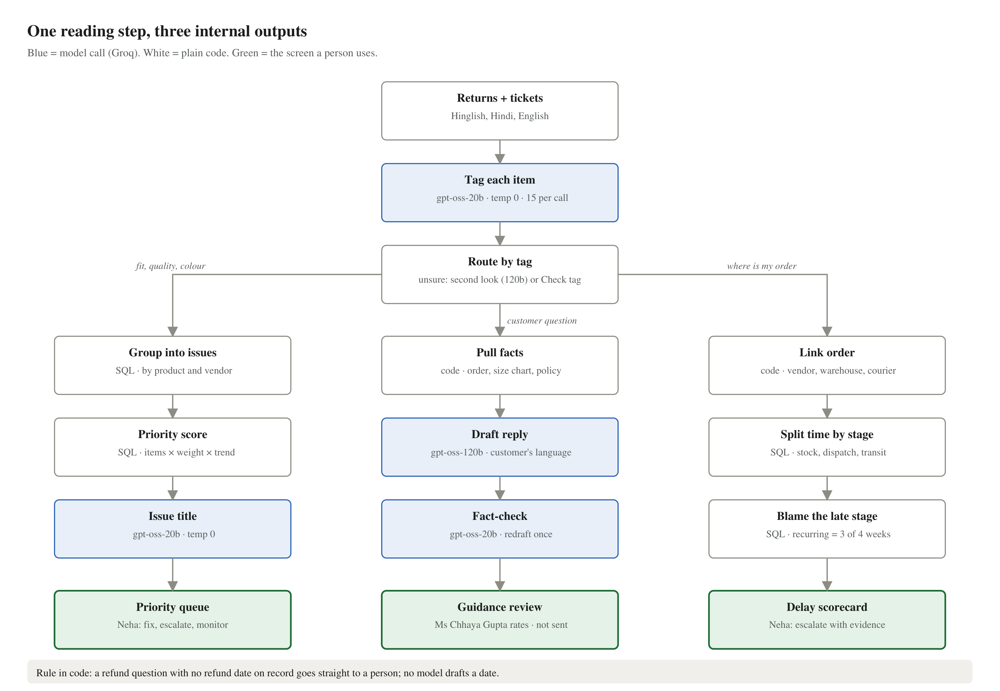 One reading step, three internal outputs
Blue = model call (Groq). White = plain code. Green = the screen a person uses.
Returns + tickets
Hinglish, Hindi, English
Tag each item
gpt-oss-20b · temp 0 · 15 per call
Route by tag
unsure: second look (120b) or Check tag
fit, quality, colour
where is my order
customer question
Group into issues
SQL · by product and vendor
Pull facts
code · order, size chart, policy
Link order
code · vendor, warehouse, courier
Priority score
SQL · items × weight × trend
Draft reply
gpt-oss-120b · customer's language
Split time by stage
SQL · stock, dispatch, transit
Issue title
gpt-oss-20b · temp 0
Fact-check
gpt-oss-20b · redraft once
Blame the late stage
SQL · recurring = 3 of 4 weeks
Priority queue
Neha: fix, escalate, monitor
Guidance review
Ms Chhaya Gupta rates · not sent
Delay scorecard
Neha: escalate with evidence
Rule in code: a refund question with no refund date on record goes straight to a person; no model drafts a date.